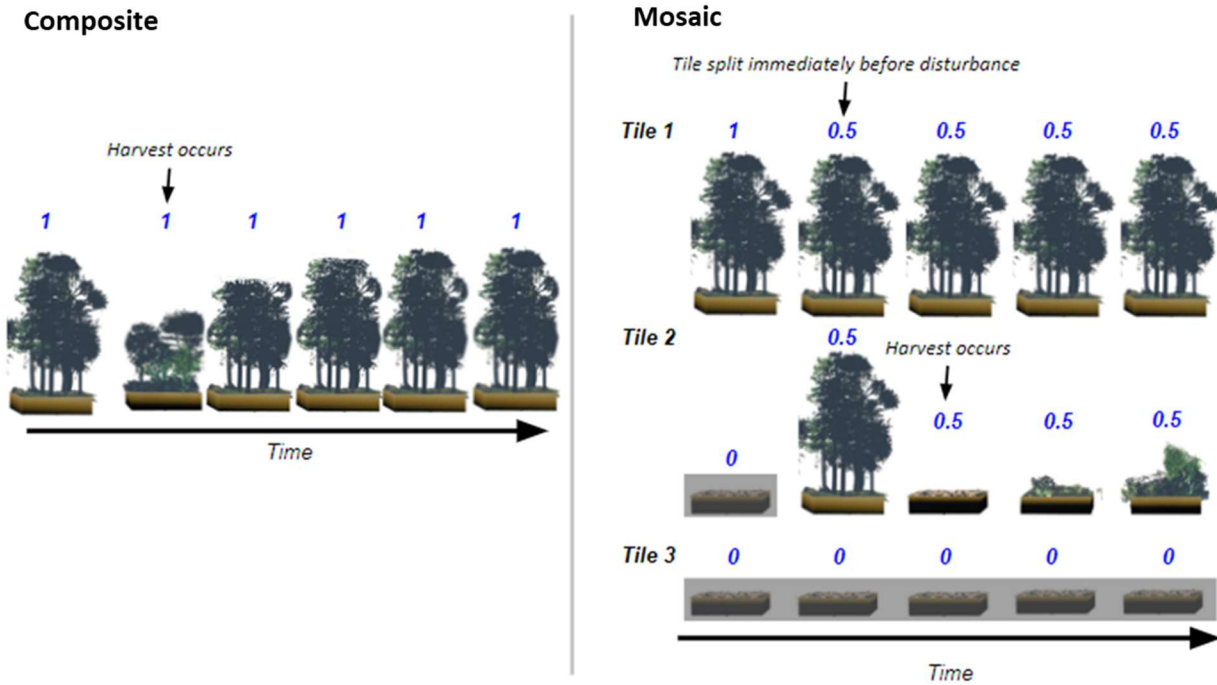 Composite
Harvest occurs
1 1 1 1 1 1
Time
Mosaic
Tile split immediately before disturbance
Tile 1 1 0.5 0.5 0.5 0.5
Tile 2 0.5
Harvest occurs
0 0.5 0.5 0.5
Tile 3 0 0 0 0 0
Time